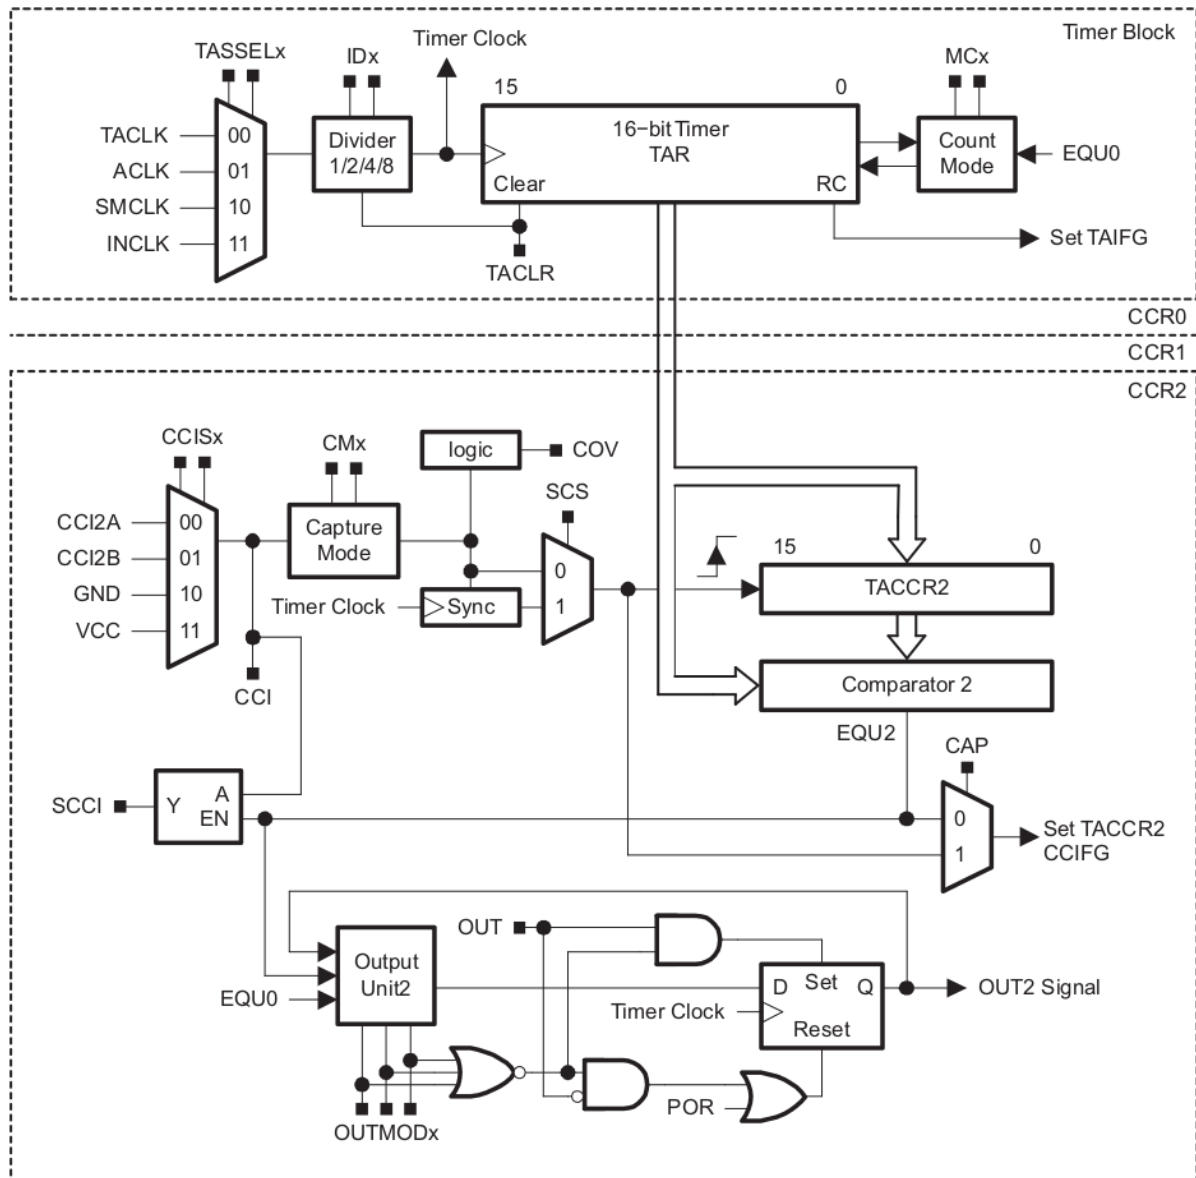 Timer Block
Timer Clock
TASSELx
IDx
MCx
15
0
TACLK
00
ACLK
01
SMCLK
10
INCLK
11
Divider
1/2/4/8
16−bit Timer
TAR
Clear
RC
Count
Mode
EQU0
Set TAIFG
TACLR
CCR0
CCR1
CCR2
CCISx
CMx
logic
COV
SCS
CCI2A
00
CCI2B
01
GND
10
VCC
11
Capture
Mode
0
1
Timer Clock
Sync
15
0
TACCR2
CCI
Comparator 2
EQU2
CAP
SCCI
Y
A
EN
0
1
Set TACCR2
CCIFG
OUT
Output
Unit2
EQU0
D
Set
Q
Timer Clock
Reset
OUT2 Signal
POR
OUTMODx